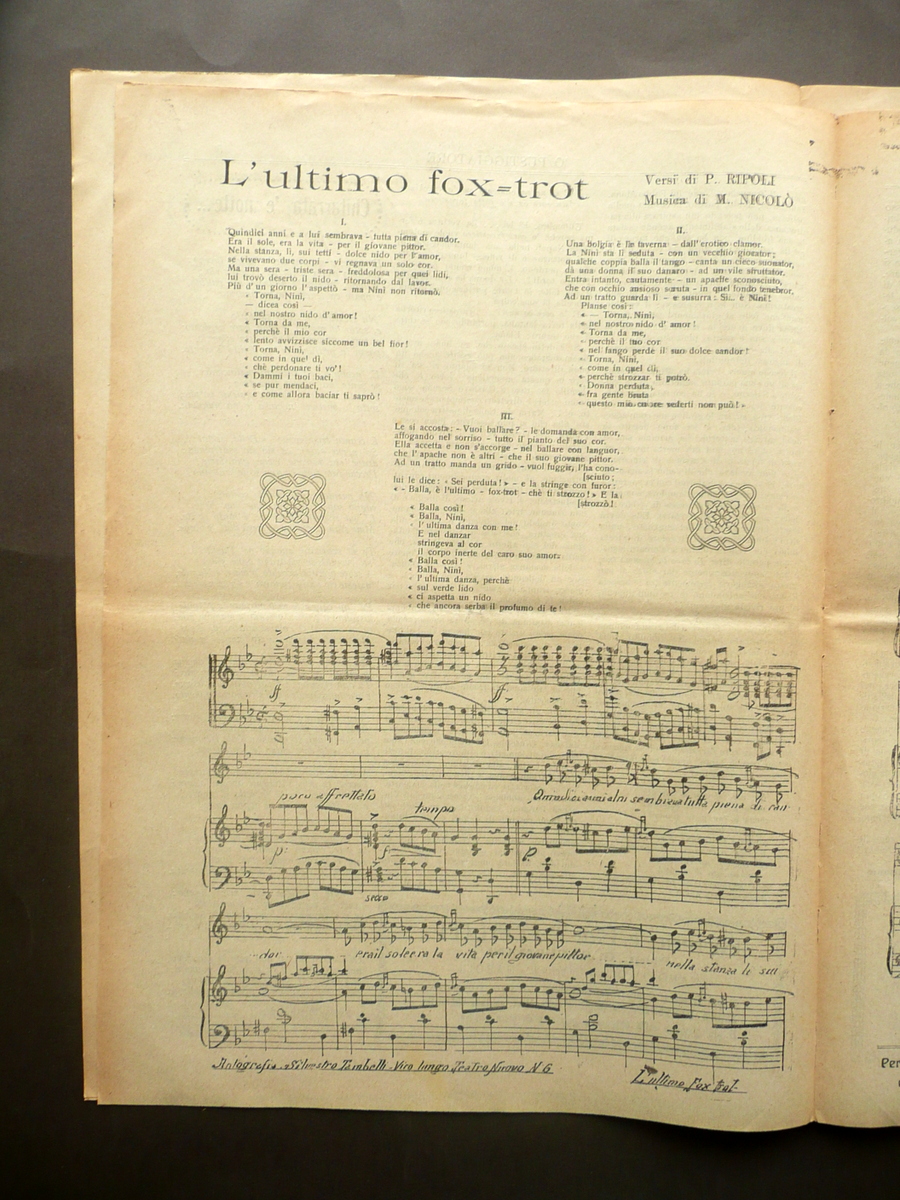 L'ultimo fox=trot
Versi di P. RIPOLI
Musica di M. NICOLÒ
I.
Quindici anni e a lui sembrava - tutta piena di candor.
Era il sole, era la vita - per il giovane pittor.
Nella stanza, lì, sui tetti - dolce nido per l'amor,
se vivevano due corpi - vi regnava un solo cor.
Ma una sera - triste sera - freddolosa per quei lidi,
lui trovò deserto il nido - ritornando dal lavor.
Più d'un giorno l'aspettò - ma Nini non ritornò.
« Torna, Ninì,
— dicea così —
« nel nostro nido d'amor!
« Torna da me,
« perchè il mio cor
« lento avvizzisce siccome un bel fior!
« Torna, Ninì,
« come in que' dì,
« chè perdonare ti vo'!
« Dammi i tuoi baci,
« se pur mendaci,
« e come allora baciar ti saprò!
II.
Una bolgia è la taverna - dall'erotico clamor.
La Ninì sta lì seduta - con un vecchio giocator;
qualche coppia balla il tango - canta un cieco suonator,
dà una donna il suo danaro - ad un vile sfruttator.
Entra intanto, cautamente - un apache sconosciuto,
che con occhio ansioso scruta - in quel fondo tenebror,
Ad un tratto guarda lì - e susurra: Sì.. è Ninì!
Pianse così:
« — Torna, Ninì,
« nel nostro nido d'amor!
« Torna da me,
« perchè il tuo cor
« nel fango perde il suo dolce candor!
« Torna, Ninì,
« come in quel dì,
« perchè strozzar ti potrò.
« Donna perduta,
« fra gente bruta
« questo mio cuore vederti non può! »
III.
Le si accosta: - Vuoi ballare? - le domanda con amor,
affogando nel sorriso - tutto il pianto del suo cor.
Ella accetta e non s'accorge - nel ballare con languor,
che l'apache non è altri - che il suo giovane pittor.
Ad un tratto manda un grido - vuol fuggir, l'ha cono-
[sciuto;
lui le dice: « Sei perduta! » - e la stringe con furor:
« - Balla, è l'ultimo - fox-trot - chè ti strozzo! » E la
[strozzò!
« Balla così!
« Balla, Ninì,
« l'ultima danza con me!
E nel danzar
stringeva al cor
il corpo inerte del caro suo amor:
« Balla così!
« Balla, Ninì,
« l'ultima danza, perchè
« sul verde lido
« ci aspetta un nido
« che ancora serba il profumo di te!
ff
ff
poco affrettato
tempo
Quindici anni a lui sembrava tutta piena di can
p
f
p
secco
dor
era il sole era la vita per il giovane pittor
nella stanza lì sui
Autografia - Silvestro Tambelli - Vico lungo Teatro Nuovo N 6
L'ultimo fox trot
Per